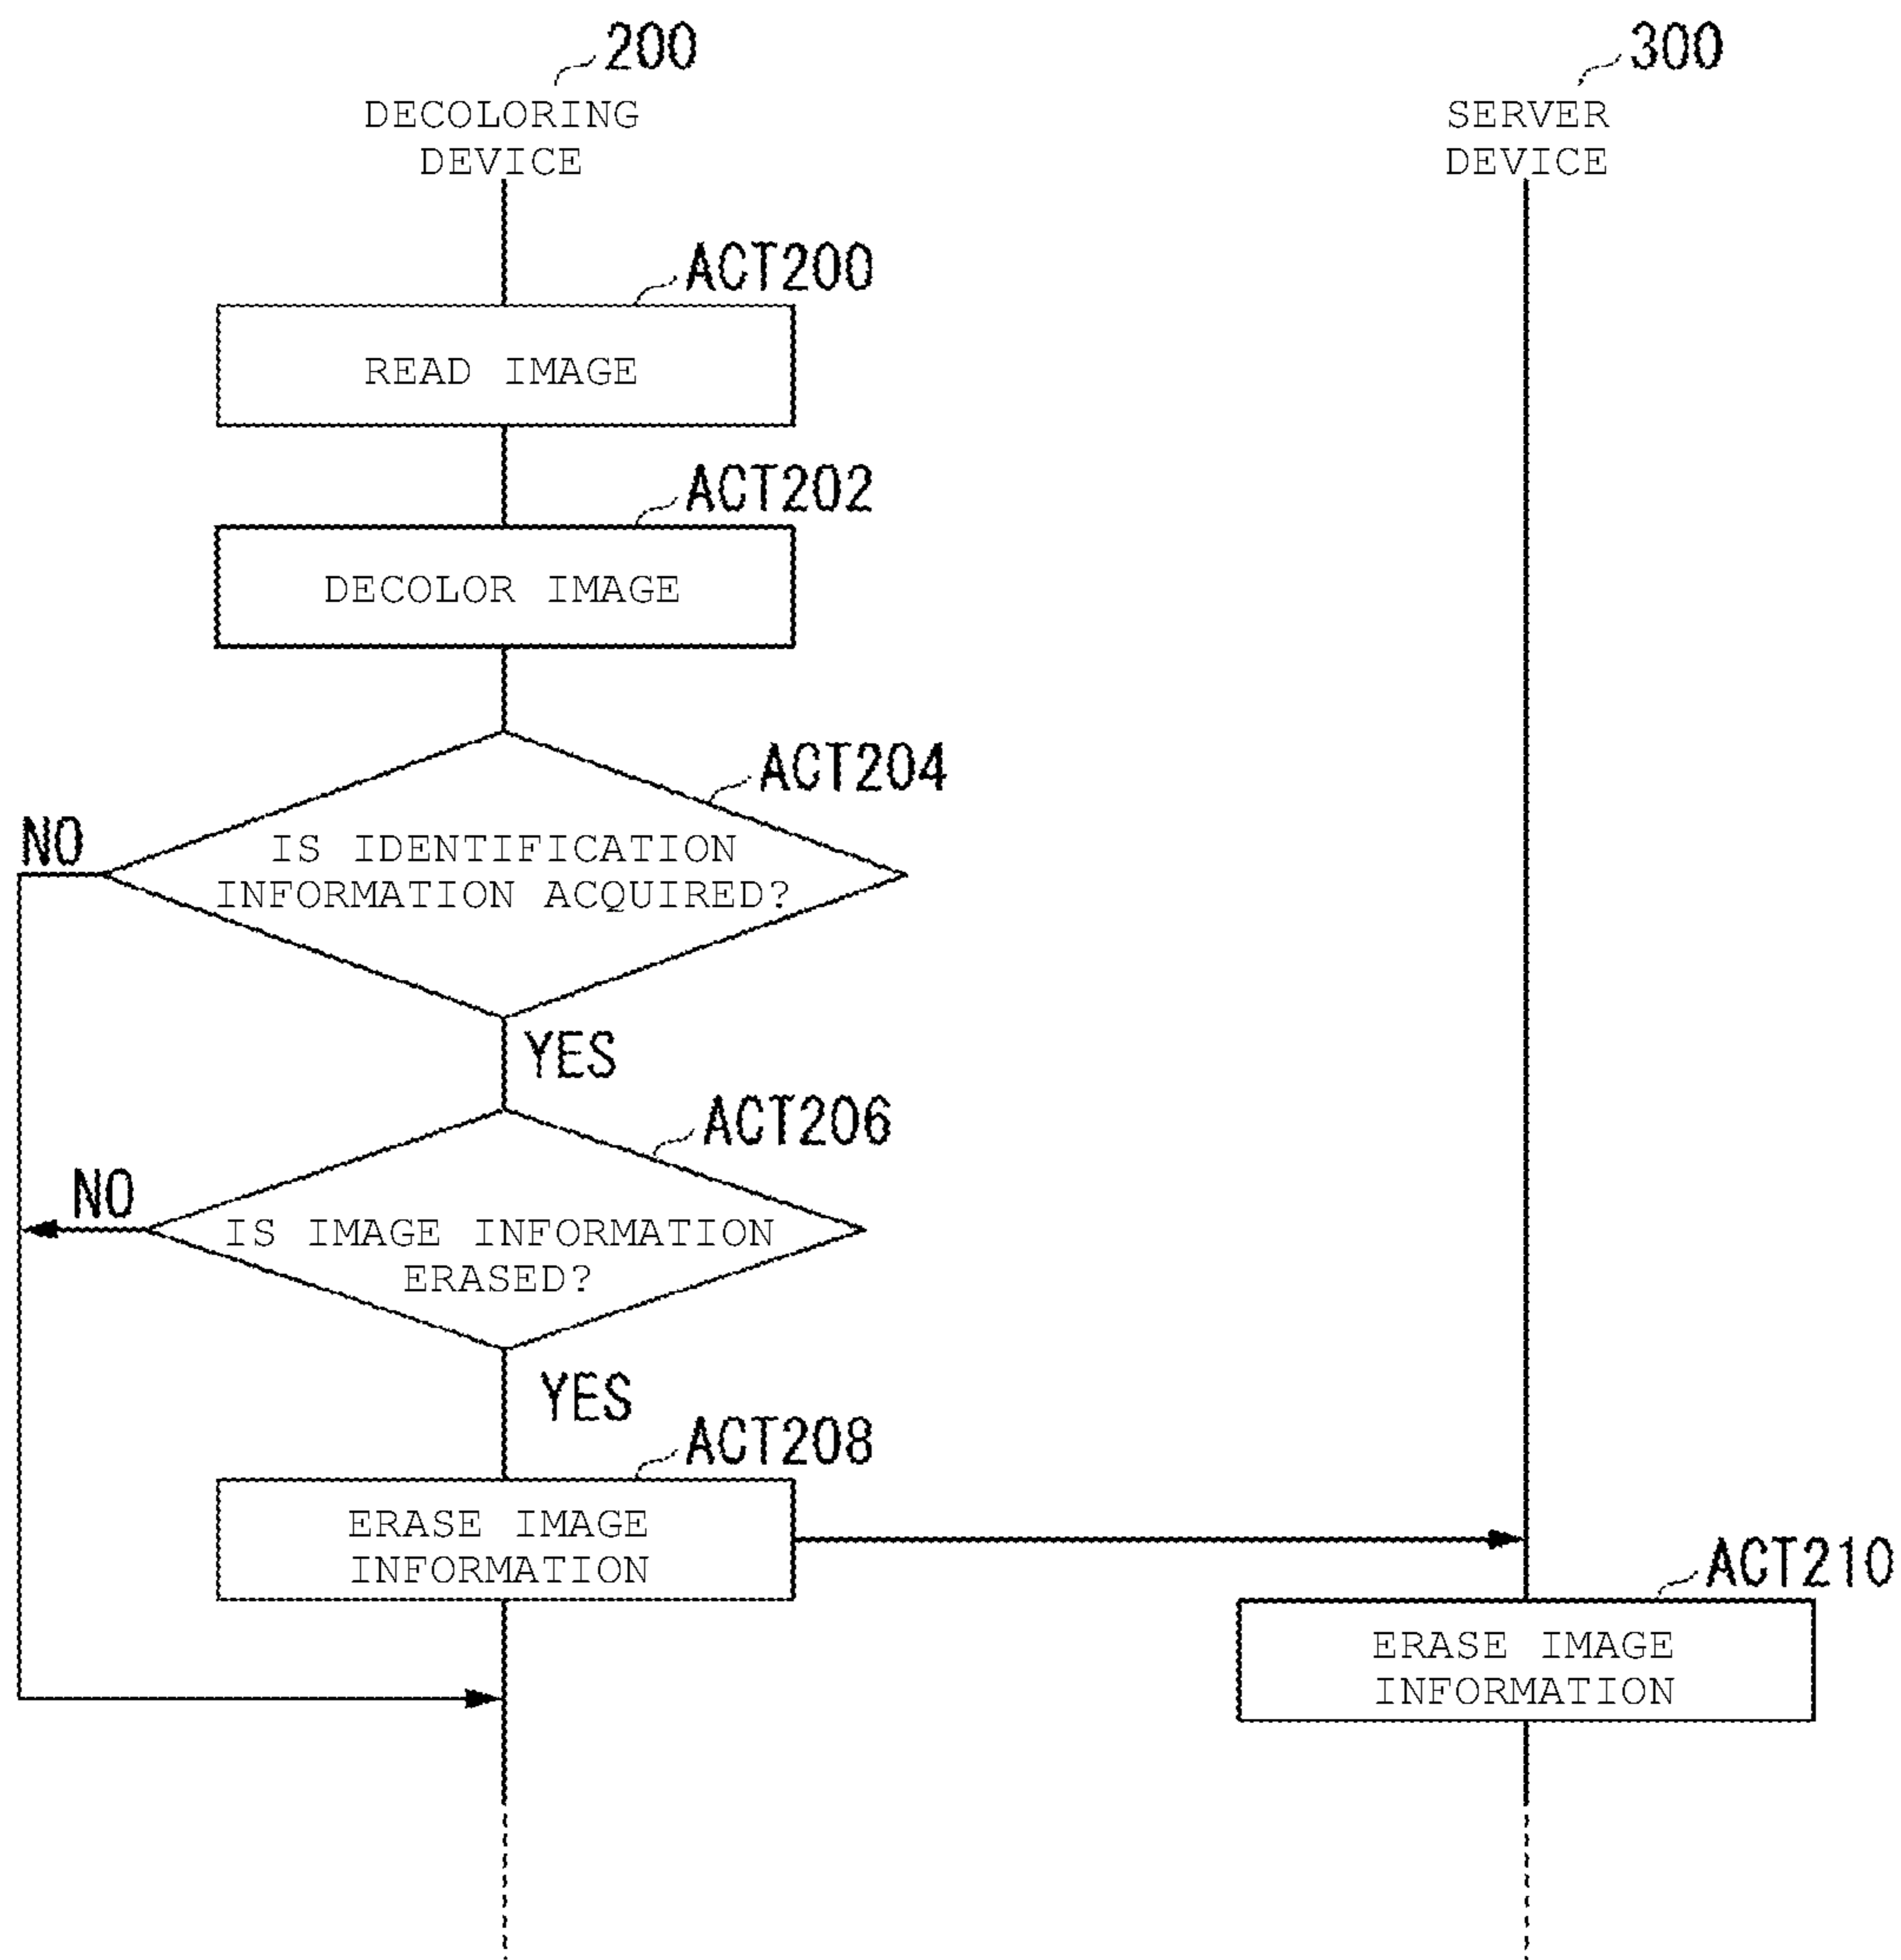 200
300
DECOLORING
DEVICE
SERVER
DEVICE
ACT200
READ IMAGE
ACT202
DECOLOR IMAGE
ACT204
NO
IS IDENTIFICATION
INFORMATION ACQUIRED?
YES
ACT206
NO
IS IMAGE INFORMATION
ERASED?
YES
ACT208
ERASE IMAGE
INFORMATION
ACT210
ERASE IMAGE
INFORMATION